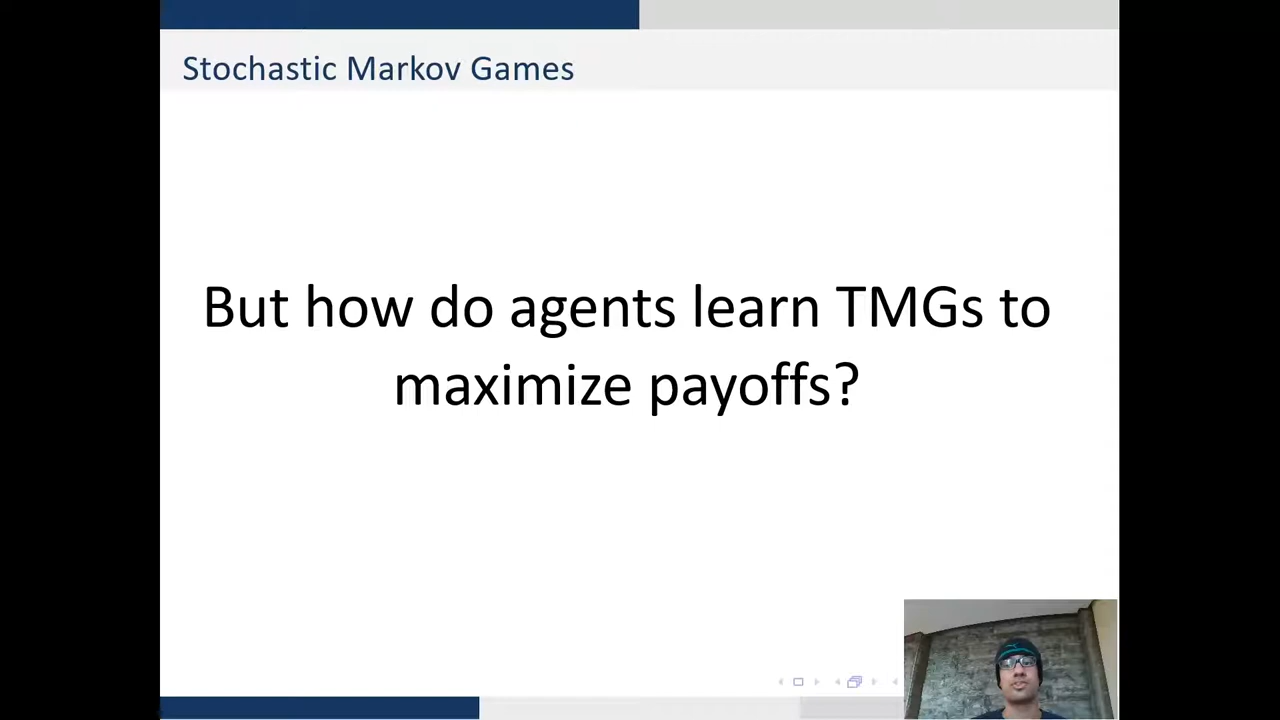 Stochastic Markov Games
But how do agents learn TMGs to
maximize payoffs?